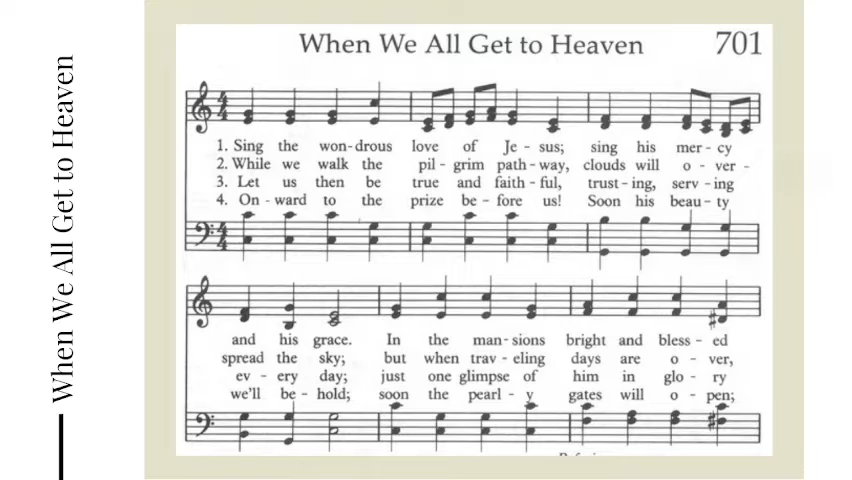 When We All Get to Heaven
When We All Get to Heaven 701
1. Sing the won-drous love of Je-sus; sing his mer-cy
2. While we walk the pil-grim path-way, clouds will o-ver-
3. Let us then be true and faith-ful, trust-ing, serv-ing
4. On-ward to the prize be-fore us! Soon his beau-ty
and his grace. In the man-sions bright and bless-ed
spread the sky; but when trav-eling days are o-ver,
ev-ery day; just one glimpse of him in glo-ry
we'll be-hold; soon the pearl-y gates will o-pen;